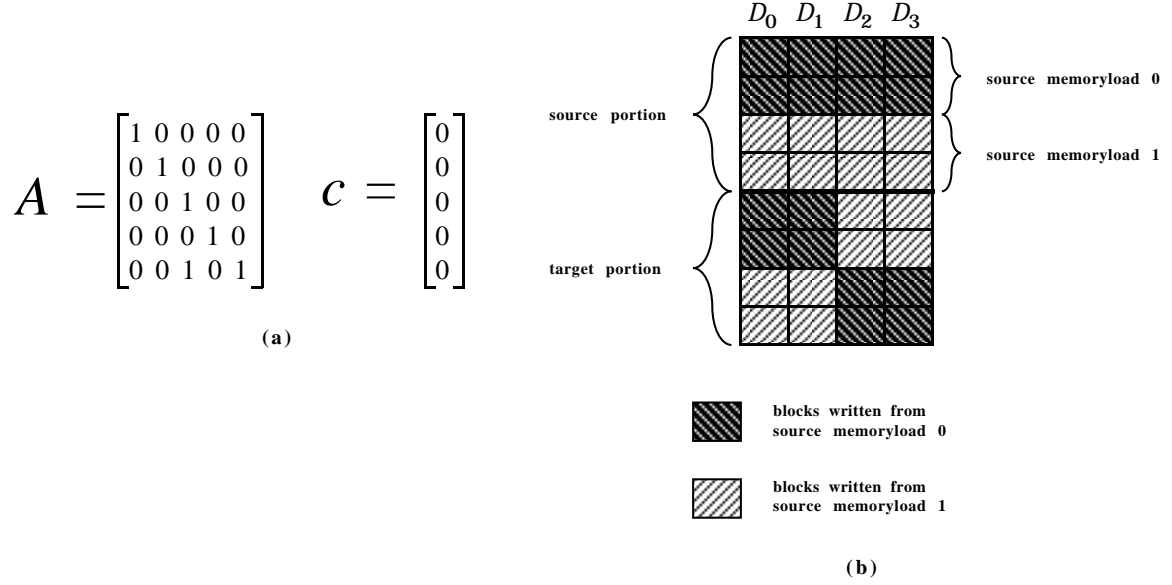 D0 D1 D2 D3
source portion
source memoryload 0
source memoryload 1
target portion
A = [1 0 0 0 0
0 1 0 0 0
0 0 1 0 0
0 0 0 1 0
0 0 1 0 1]
c = [0
0
0
0
0]
(a)
blocks written from
source memoryload 0
blocks written from
source memoryload 1
(b)